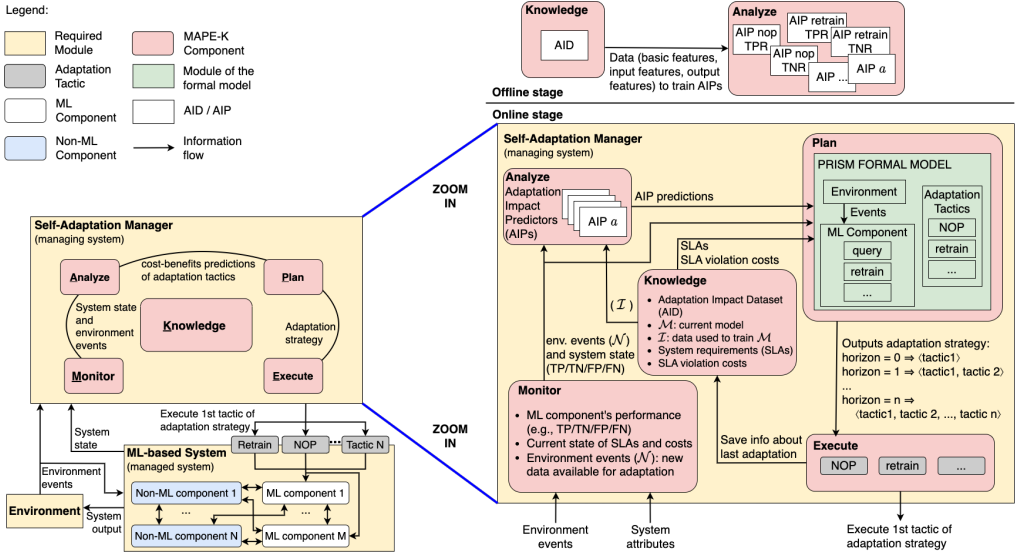 Legend:
Required
Module
MAPE-K
Component
Adaptation
Tactic
Module of the
formal model
ML
Component
AID / AIP
Non-ML
Component
Information
flow
Knowledge
AID
Data (basic features,
input features, output
features) to train AIPs
Analyze
AIP nop
TPR
AIP retrain
TPR
AIP retrain
TNR
AIP nop
TNR
AIP ...
AIP a
Offline stage
Online stage
ZOOM
IN
ZOOM
IN
Self-Adaptation Manager
(managing system)
Analyze
cost-benefits predictions
of adaptation tactics
Plan
System state
and
environment
events
Knowledge
Adaptation
strategy
Monitor
Execute
System
state
Execute 1st tactic of
adaptation strategy
Retrain
NOP
Tactic N
ML-based System
(managed system)
Environment
events
Non-ML component 1
ML component 1
...
...
Non-ML component N
ML component M
Environment
System
output
Self-Adaptation Manager
(managing system)
Analyze
Adaptation
Impact
Predictors
(AIPs)
AIP a
AIP predictions
Plan
PRISM FORMAL MODEL
Environment
Events
ML Component
query
retrain
...
Adaptation
Tactics
NOP
retrain
...
SLAs
SLA violation costs
(ℐ)
Knowledge
• Adaptation Impact Dataset
(AID)
• ℳ: current model
• ℐ: data used to train ℳ
• System requirements (SLAs)
• SLA violation costs
env. events (𝒩)
and system state
(TP/TN/FP/FN)
Monitor
• ML component's performance
(e.g., TP/TN/FP/FN)
• Current state of SLAs and costs
• Environment events (𝒩): new
data available for adaptation
Outputs adaptation strategy:
horizon = 0 ⇒ ⟨tactic1⟩
horizon = 1 ⇒ ⟨tactic1, tactic 2⟩
...
horizon = n ⇒
⟨tactic1, tactic 2, ..., tactic n⟩
Save info about
last adaptation
Execute
NOP
retrain
...
Environment
events
System
attributes
Execute 1st tactic of
adaptation strategy